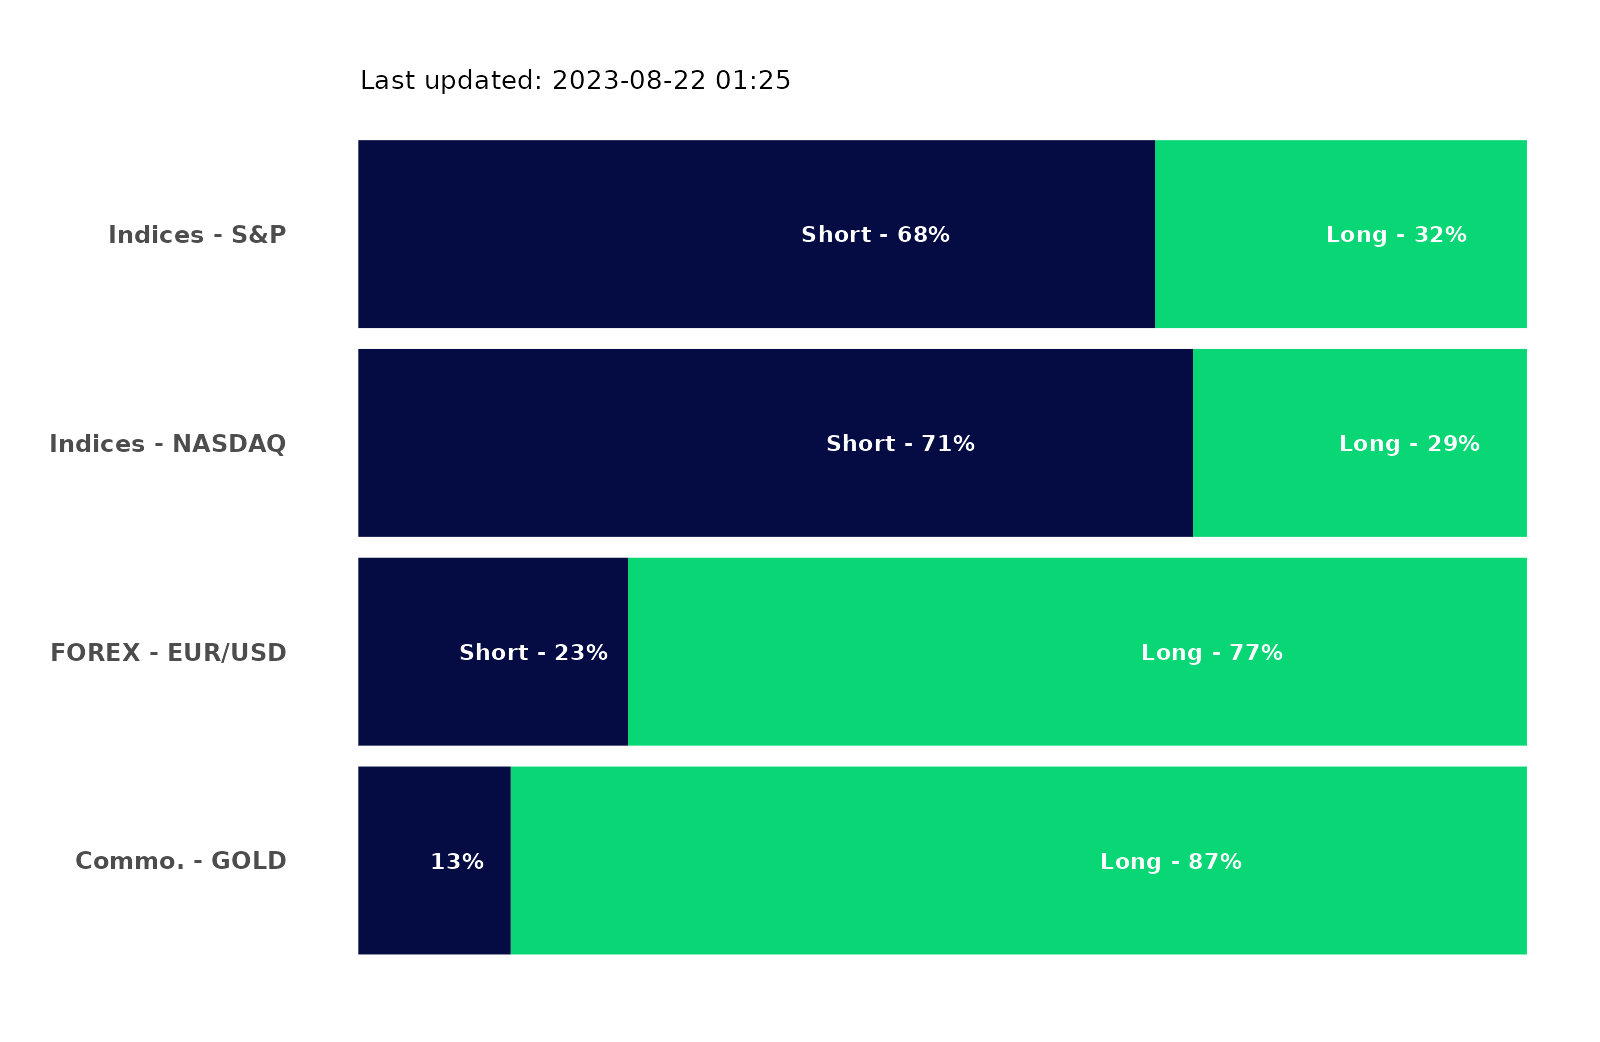 Last updated: 2023-08-22 01:25
Indices - S&P
Short - 68%
Long - 32%
Indices - NASDAQ
Short - 71%
Long - 29%
FOREX - EUR/USD
Short - 23%
Long - 77%
Commo. - GOLD
13%
Long - 87%